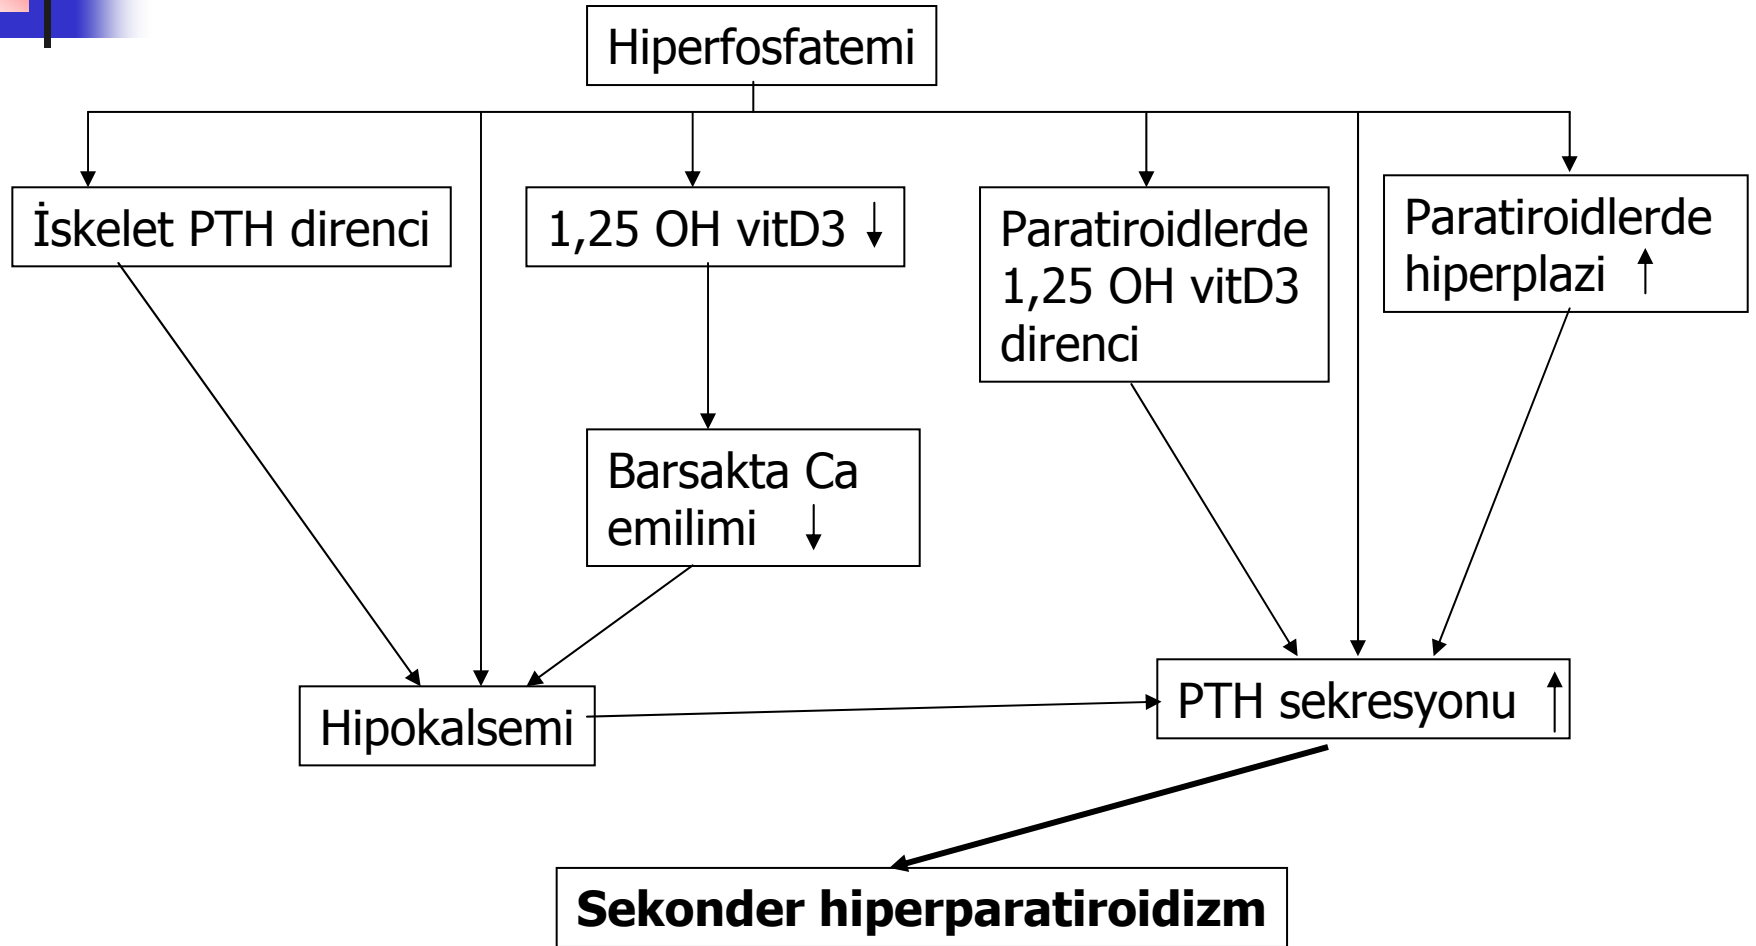 Hiperfosfatemi
İskelet PTH direnci
1,25 OH vitD3 ↓
Paratiroidlerde
1,25 OH vitD3
direnci
Paratiroidlerde
hiperplazi ↑
Barsakta Ca
emilimi ↓
Hipokalsemi
PTH sekresyonu ↑
Sekonder hiperparatiroidizm